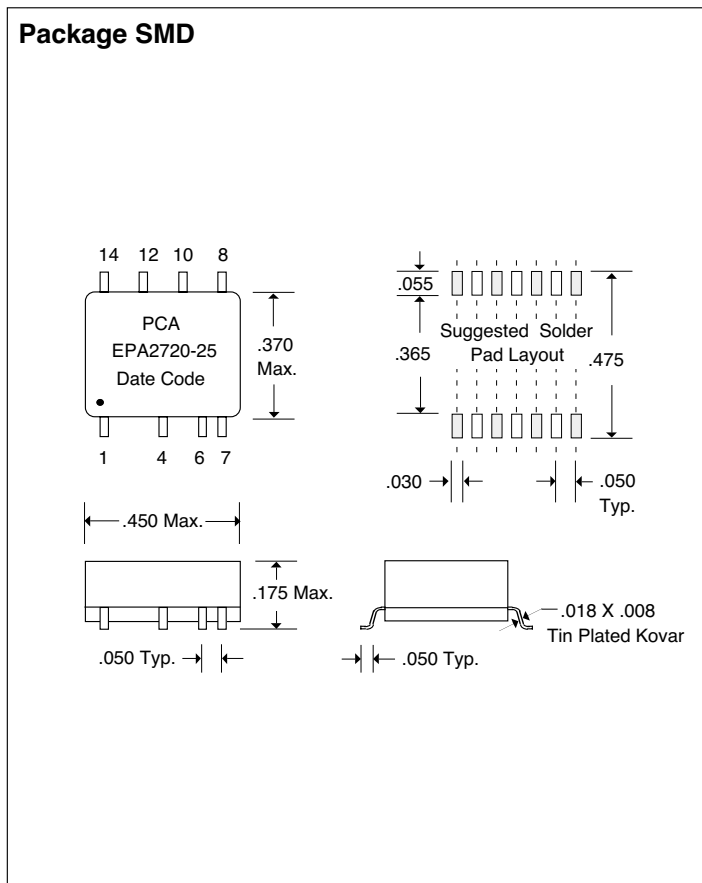 Package SMD
14 12 10 8
PCA
EPA2720-25
Date Code
.370
Max.
1 4 6 7
.450 Max.
.055
Suggested Solder
Pad Layout
.365
.475
.030
.050
Typ.
.175 Max.
.050 Typ.
.018 X .008
Tin Plated Kovar
.050 Typ.